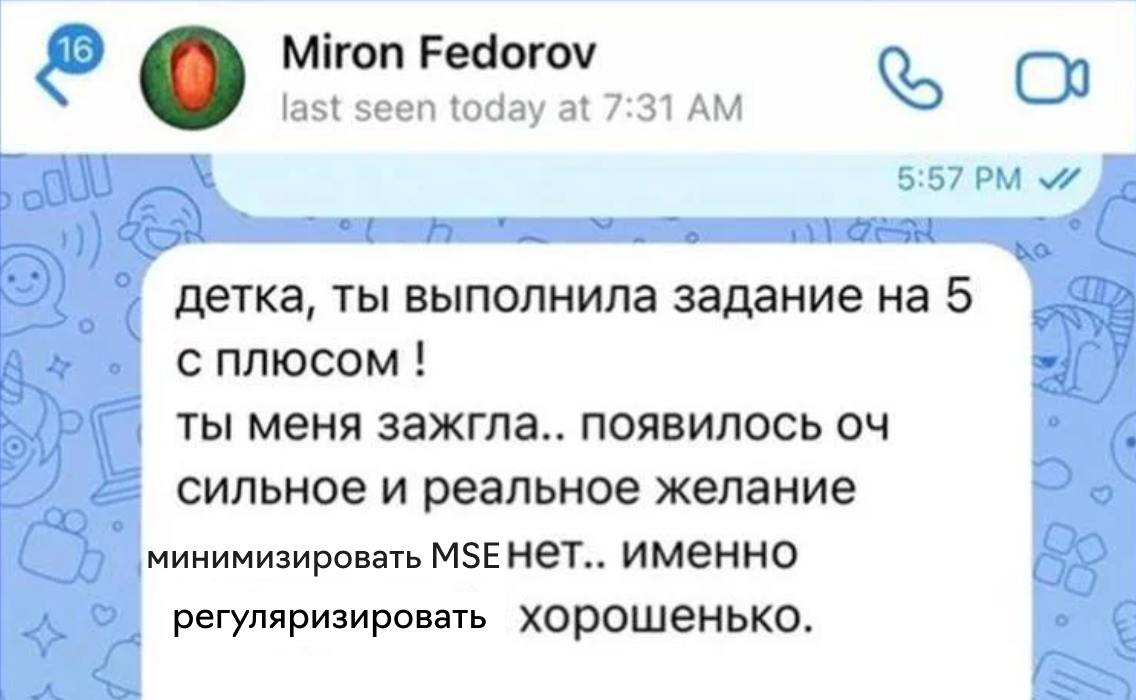 16
Miron Fedorov
last seen today at 7:31 AM
5:57 PM
детка, ты выполнила задание на 5
с плюсом !
ты меня зажгла.. появилось оч
сильное и реальное желание
минимизировать MSE нет.. именно
регуляризировать хорошенько.
Aa